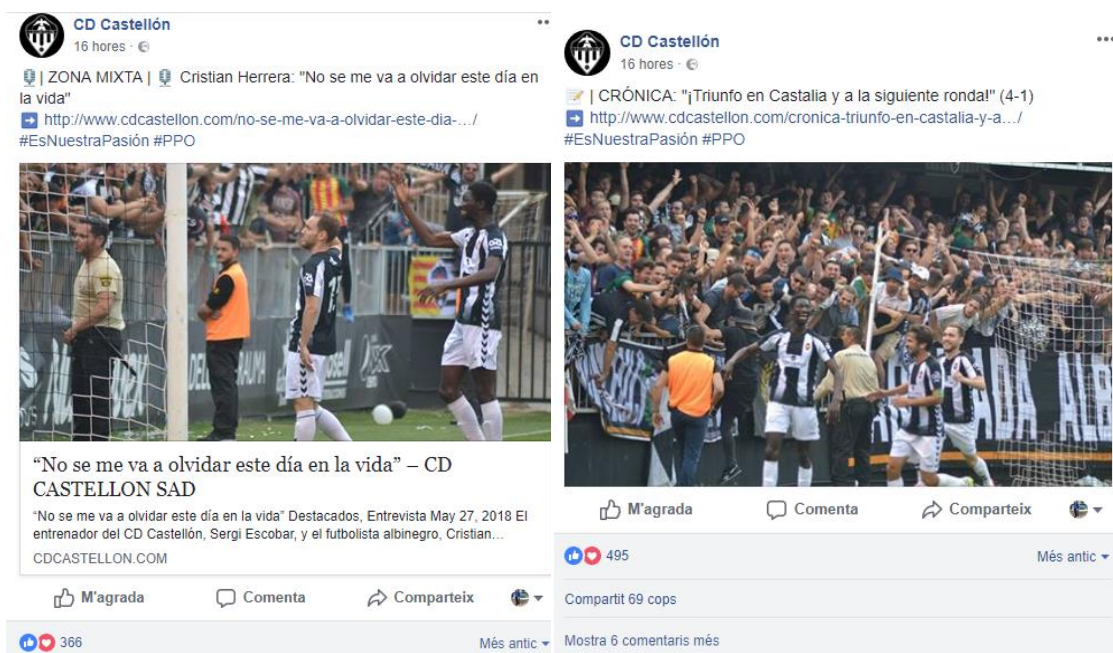 CD Castellón
16 hores ·
| ZONA MIXTA | Cristian Herrera: "No se me va a olvidar este día en
la vida"
http://www.cdcastellon.com/no-se-me-va-a-olvidar-este-dia-…/
#EsNuestraPasión #PPO
“No se me va a olvidar este día en la vida” – CD
CASTELLON SAD
“No se me va a olvidar este día en la vida” Destacados, Entrevista May 27, 2018 El
entrenador del CD Castellón, Sergi Escobar, y el futbolista albinegro, Cristian…
CDCASTELLON.COM
M'agrada Comenta Comparteix
366 Més antic
CD Castellón
16 hores ·
| CRÓNICA: "¡Triunfo en Castalia y a la siguiente ronda!" (4-1)
http://www.cdcastellon.com/cronica-triunfo-en-castalia-y-a…/
#EsNuestraPasión #PPO
M'agrada Comenta Comparteix
495 Més antic
Compartit 69 cops
Mostra 6 comentaris més